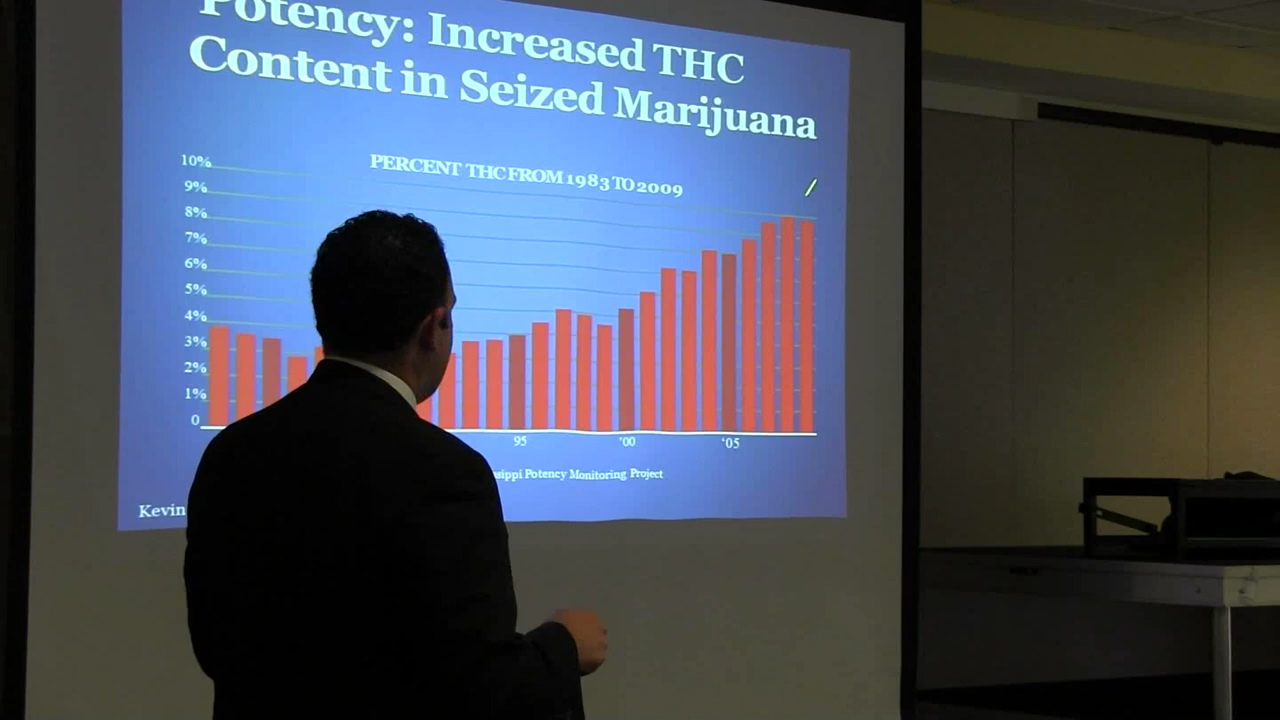 Potency: Increased THC
Content in Seized Marijuana
PERCENT THC FROM 1983 TO 2009
10%
9%
8%
7%
6%
5%
4%
3%
2%
1%
0
95 '00 '05
Potency Monitoring Project
Kevin